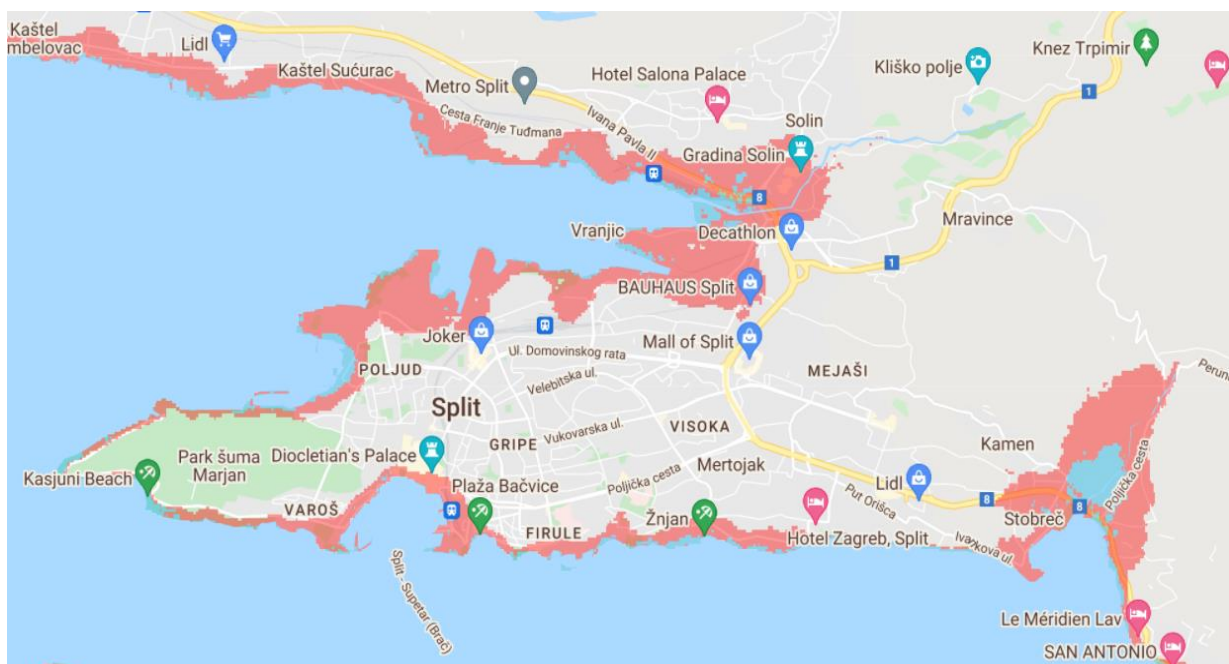 Kaštel
mbelovac
Lidl
Kaštel Sućurac
Metro Split
Hotel Salona Palace
Kliško polje
Knez Trpimir
1
Cesta Franje Tuđmana
Ivana Pavla II
Solin
Gradina Solin
8
Vranjic
Decathlon
Mravince
1
BAUHAUS Split
Joker
Mall of Split
Ul. Domovinskog rata
POLJUD
Velebitska ul.
MEJAŠI
Split
GRIPE
Vukovarska ul.
VISOKA
Kamen
Park šuma
Marjan
Diocletian's Palace
Kasjuni Beach
Plaža Bačvice
Poljička cesta
Mertojak
Lidl
Put Orišca
8
Poljička cesta
VAROŠ
FIRULE
Žnjan
Hotel Zagreb, Split
Stobreč
8
Split - Supetar (Brač)
Le Méridien Lav
SAN ANTONIO